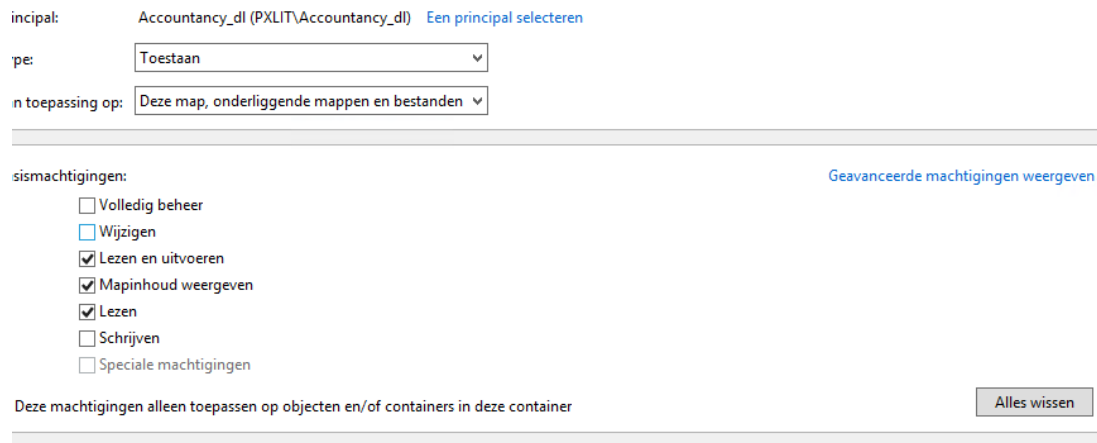 incipal: Accountancy_dl (PXLIT\Accountancy_dl) Een principal selecteren
pe: Toestaan
n toepassing op: Deze map, onderliggende mappen en bestanden
sismachtigingen: Geavanceerde machtigingen weergeven
Volledig beheer
Wijzigen
Lezen en uitvoeren
Mapinhoud weergeven
Lezen
Schrijven
Speciale machtigingen
Deze machtigingen alleen toepassen op objecten en/of containers in deze container Alles wissen